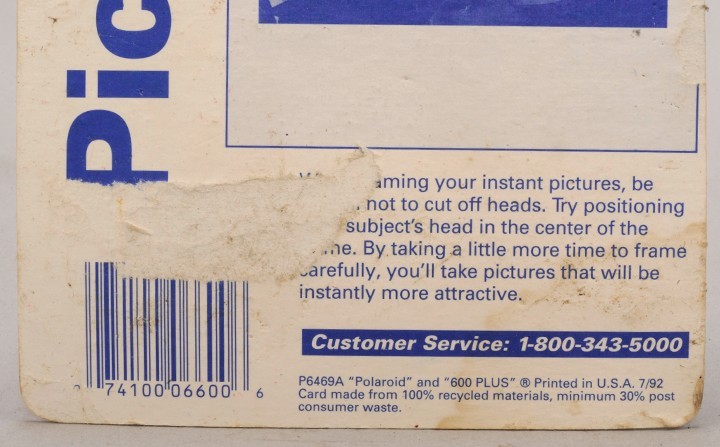 Pic
aming your instant pictures, be
not to cut off heads. Try positioning
subject's head in the center of the
By taking a little more time to frame
carefully, you'll take pictures that will be
instantly more attractive.
Customer Service: 1-800-343-5000
P6469A "Polaroid" and "600 PLUS" ® Printed in U.S.A. 7/92
Card made from 100% recycled materials, minimum 30% post
consumer waste.
74100 06600 6